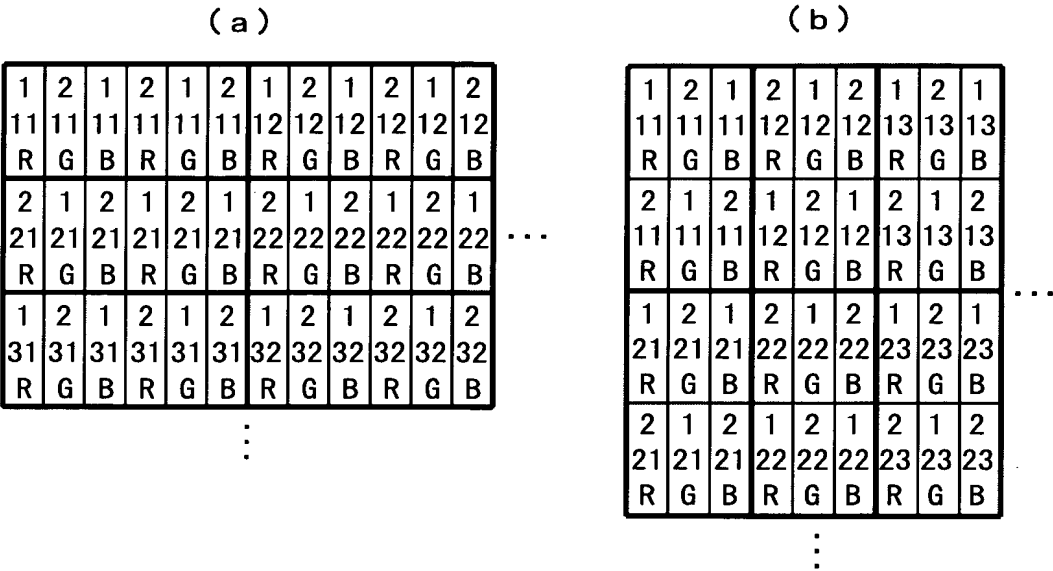 (a)
1 2 1 2 1 2 1 2 1 2 1 2
11 11 11 11 11 11 12 12 12 12 12 12
R G B R G B R G B R G B
2 1 2 1 2 1 2 1 2 1 2 1
21 21 21 21 21 21 22 22 22 22 22 22
R G B R G B R G B R G B
1 2 1 2 1 2 1 2 1 2 1 2
31 31 31 31 31 31 32 32 32 32 32 32
R G B R G B R G B R G B
(b)
1 2 1 2 1 2 1 2 1
11 11 11 12 12 12 13 13 13
R G B R G B R G B
2 1 2 1 2 1 2 1 2
11 11 11 12 12 12 13 13 13
R G B R G B R G B
1 2 1 2 1 2 1 2 1
21 21 21 22 22 22 23 23 23
R G B R G B R G B
2 1 2 1 2 1 2 1 2
21 21 21 22 22 22 23 23 23
R G B R G B R G B